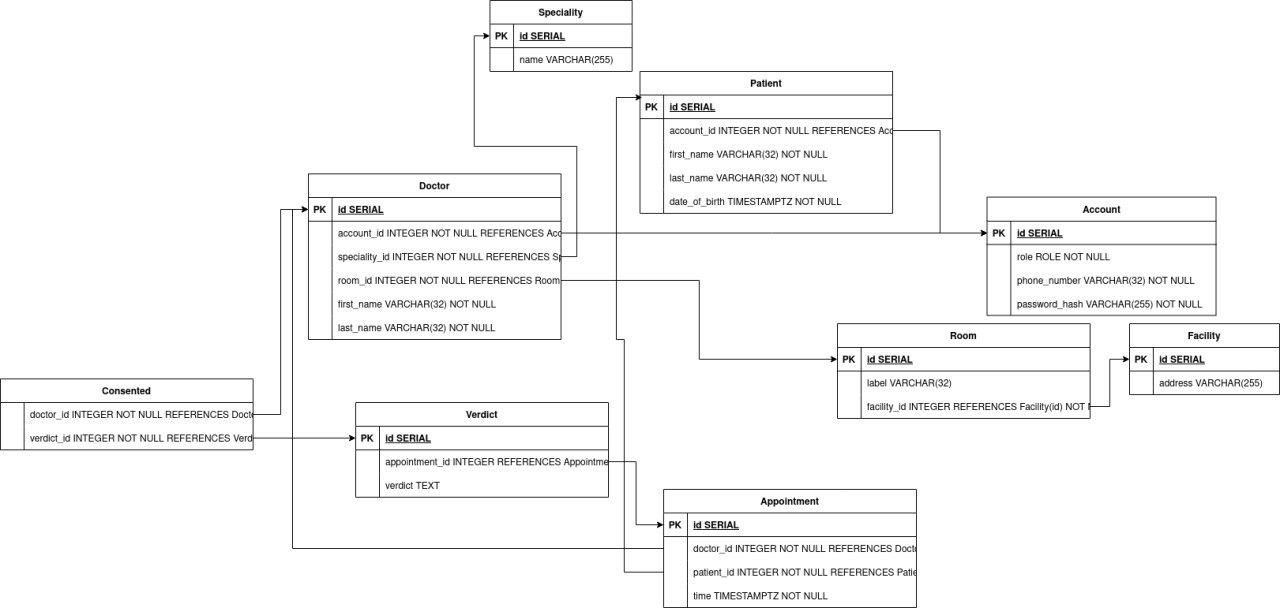 Speciality
PK id SERIAL
name VARCHAR(255)
Patient
PK id SERIAL
account_id INTEGER NOT NULL REFERENCES Acc
first_name VARCHAR(32) NOT NULL
last_name VARCHAR(32) NOT NULL
date_of_birth TIMESTAMPTZ NOT NULL
Doctor
PK id SERIAL
account_id INTEGER NOT NULL REFERENCES Acc
speciality_id INTEGER NOT NULL REFERENCES Sp
room_id INTEGER NOT NULL REFERENCES Room
first_name VARCHAR(32) NOT NULL
last_name VARCHAR(32) NOT NULL
Account
PK id SERIAL
role ROLE NOT NULL
phone_number VARCHAR(32) NOT NULL
password_hash VARCHAR(255) NOT NULL
Room
PK id SERIAL
label VARCHAR(32)
facility_id INTEGER REFERENCES Facility(id) NOT
Facility
PK id SERIAL
address VARCHAR(255)
Consented
doctor_id INTEGER NOT NULL REFERENCES Docto
verdict_id INTEGER NOT NULL REFERENCES Verd
Verdict
PK id SERIAL
appointment_id INTEGER REFERENCES Appointme
verdict TEXT
Appointment
PK id SERIAL
doctor_id INTEGER NOT NULL REFERENCES Docto
patient_id INTEGER NOT NULL REFERENCES Patie
time TIMESTAMPTZ NOT NULL